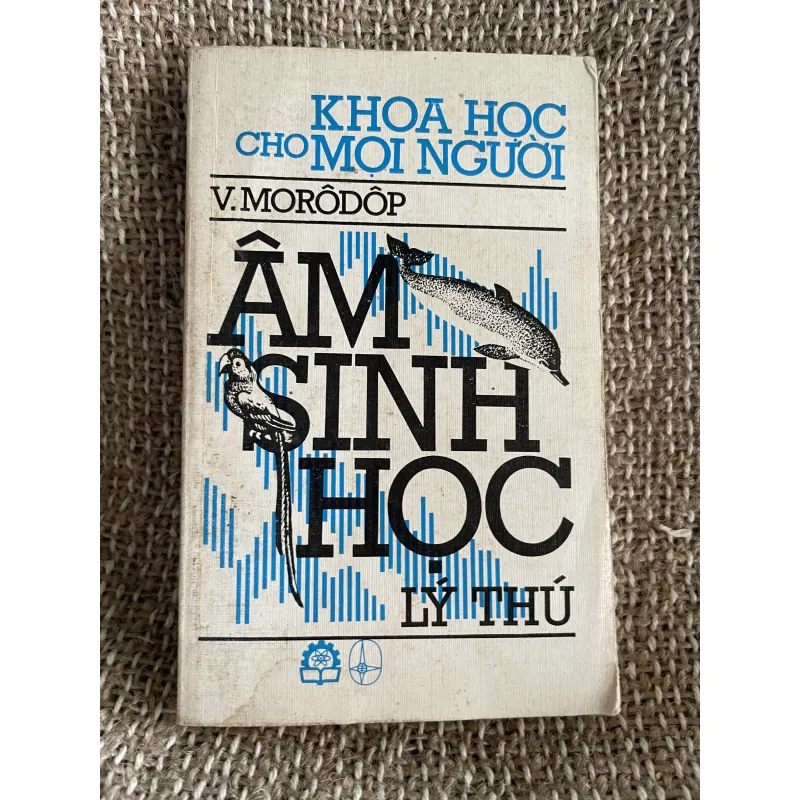 KHOA HỌC
CHO MỌI NGƯỜI
V. MORÔDÔP
ÂM
SINH
HỌC
LÝ THÚ